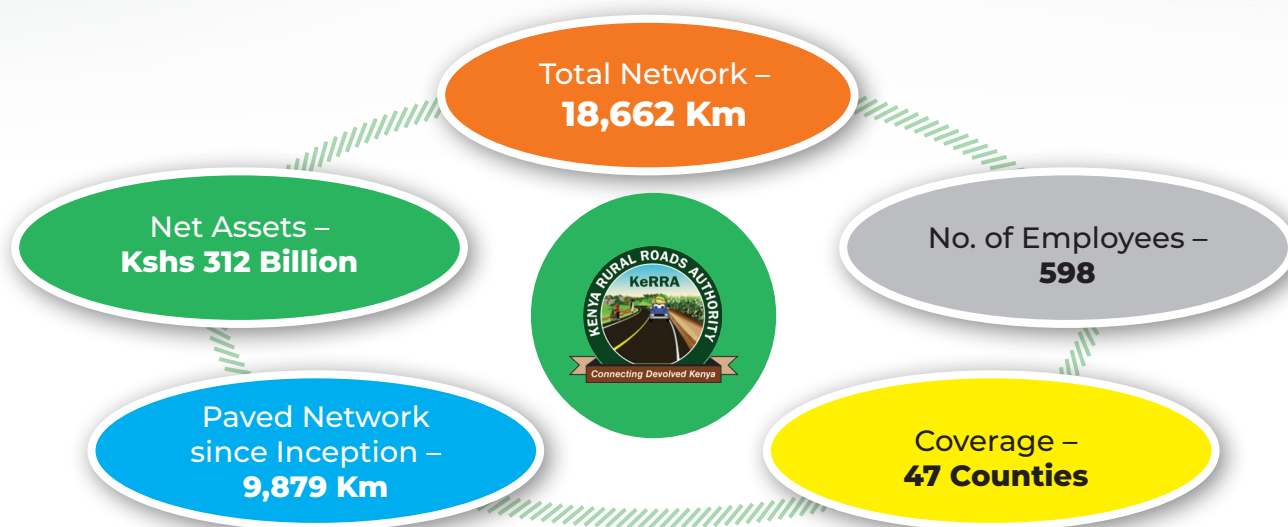 Total Network –
18,662 Km
Net Assets –
Kshs 312 Billion
No. of Employees –
598
KENYA RURAL ROADS AUTHORITY
KeRRA
Connecting Devolved Kenya
Paved Network
since Inception –
9,879 Km
Coverage –
47 Counties